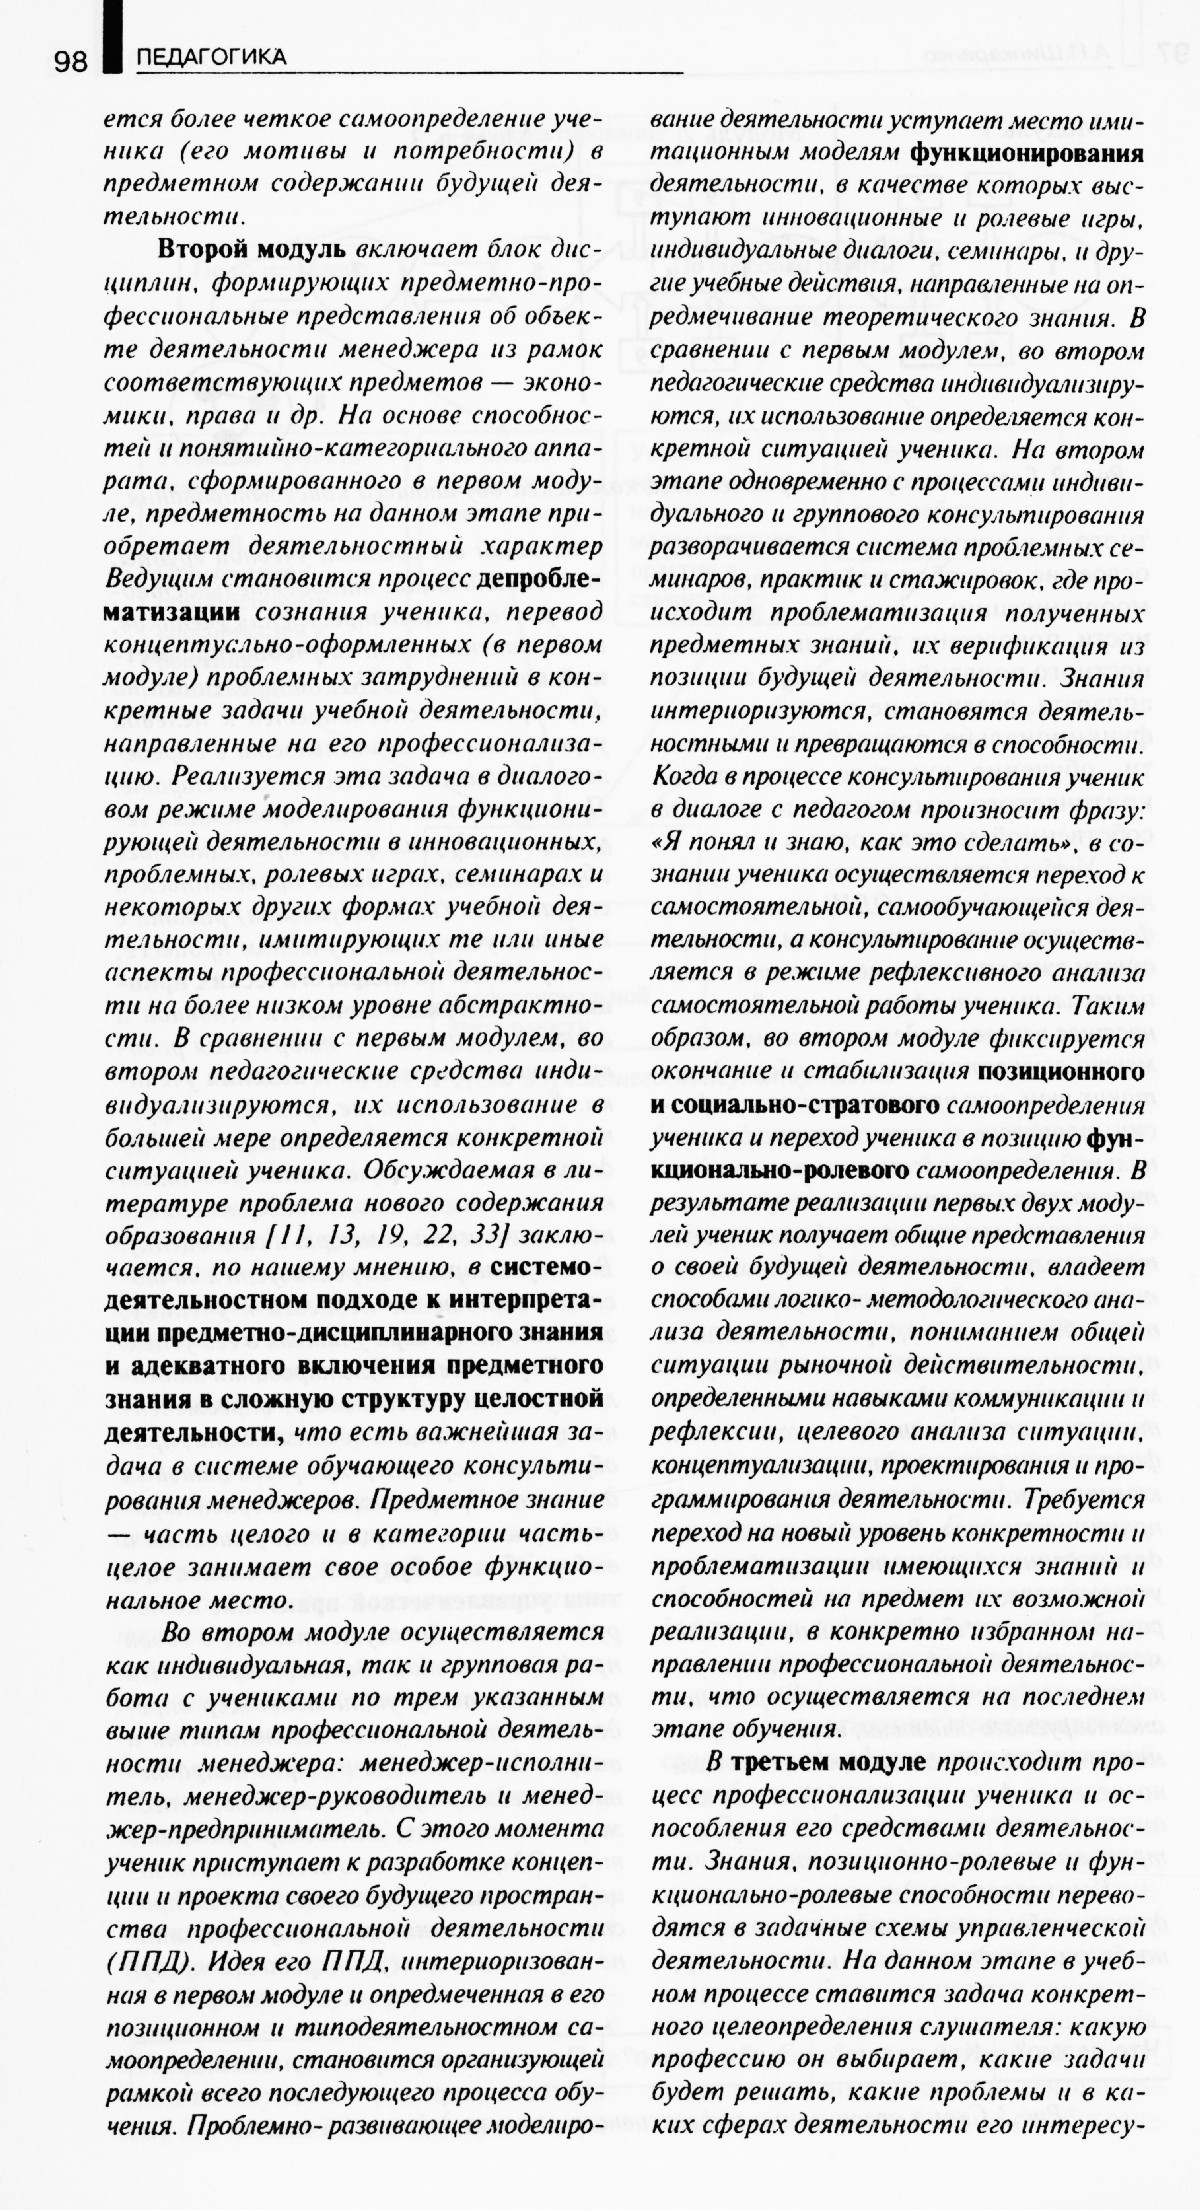 98
ПЕДАГОГИКА
ется более четкое самоопределение уче-
ника (его мотивы и потребности) в
предметном содержании будущей дея-
тельности.
Второй модуль включает блок дис-
циплин, формирующих предметно-про-
фессиональные представления об объек-
те деятельности менеджера из рамок
соответствующих предметов — эконо-
мики, права и др. На основе способнос-
тей и понятийно-категориального аппа-
рата, сформированного в первом моду-
ле, предметность на данном этапе при-
обретает деятельностный характер
Ведущим становится процесс депробле-
матизации сознания ученика, перевод
концептуально-оформленных (в первом
модуле) проблемных затруднений в кон-
кретные задачи учебной деятельности,
направленные на его профессионализа-
цию. Реализуется эта задача в диалого-
вом режиме моделирования функциони-
рующей деятельности в инновационных,
проблемных, ролевых играх, семинарах и
некоторых других формах учебной дея-
тельности, имитирующих те или иные
аспекты профессиональной деятельнос-
ти на более низком уровне абстрактно-
сти. В сравнении с первым модулем, во
втором педагогические средства инди-
видуализируются, их использование в
большей мере определяется конкретной
ситуацией ученика. Обсуждаемая в ли-
тературе проблема нового содержания
образования [11, 13, 19, 22, 33] заклю-
чается, по нашему мнению, в системо-
деятельностном подходе к интерпрета-
ции предметно-дисциплинарного знания
и адекватного включения предметного
знания в сложную структуру целостной
деятельности, что есть важнейшая за-
дача в системе обучающего консульти-
рования менеджеров. Предметное знание
— часть целого и в категории часть-
целое занимает свое особое функцио-
нальное место.
Во втором модуле осуществляется
как индивидуальная, так и групповая ра-
бота с учениками по трем указанным
выше типам профессиональной деятель-
ности менеджера: менеджер-исполни-
тель, менеджер-руководитель и менед-
жер-предприниматель. С этого момента
ученик приступает к разработке концеп-
ции и проекта своего будущего простран-
ства профессиональной деятельности
(ППД). Идея его ППД, интериоризован-
ная в первом модуле и опредмеченная в его
позиционном и типодеятельностном са-
моопределении, становится организующей
рамкой всего последующего процесса обу-
чения. Проблемно- развивающее моделиро-
вание деятельности уступает место ими-
тационным моделям функционирования
деятельности, в качестве которых выс-
тупают инновационные и ролевые игры,
индивидуальные диалоги, семинары, и дру-
гие учебные действия, направленные на оп-
редмечивание теоретического знания. В
сравнении с первым модулем, во втором
педагогические средства индивидуализиру-
ются, их использование определяется кон-
кретной ситуацией ученика. На втором
этапе одновременно с процессами индиви-
дуального и группового консультирования
разворачивается система проблемных се-
минаров, практик и стажировок, где про-
исходит проблематизация полученных
предметных знаний, их верификация из
позиции будущей деятельности. Знания
интериоризуются, становятся деятель-
ностными и превращаются в способности.
Когда в процессе консультирования ученик
в диалоге с педагогом произносит фразу:
«Я понял и знаю, как это сделать», в со-
знании ученика осуществляется переход к
самостоятельной, самообучающейся дея-
тельности, а консультирование осуществ-
ляется в режиме рефлексивного анализа
самостоятельной работы ученика. Таким
образом, во втором модуле фиксируется
окончание и стабилизация позиционного
и социально-стратового самоопределения
ученика и переход ученика в позицию фун-
кционально-ролевого самоопределения. В
результате реализации первых двух моду-
лей ученик получает общие представления
о своей будущей деятельности, владеет
способами логико- методологического ана-
лиза деятельности, пониманием общей
ситуации рыночной действительности,
определенными навыками коммуникации и
рефлексии, целевого анализа ситуации,
концептуализации, проектирования и про-
граммирования деятельности. Требуется
переход на новый уровень конкретности и
проблематизации имеющихся знаний и
способностей на предмет их возможной
реализации, в конкретно избранном на-
правлении профессиональной деятельнос-
ти, что осуществляется на последнем
этапе обучения.
В третьем модуле происходит про-
цесс профессионализации ученика и ос-
пособления его средствами деятельнос-
ти. Знания, позиционно-ролевые и фун-
кционально-ролевые способности перево-
дятся в задачные схемы управленческой
деятельности. На данном этапе в учеб-
ном процессе ставится задача конкрет-
ного целеопределения слушателя: какую
профессию он выбирает, какие задачи
будет решать, какие проблемы и в ка-
ких сферах деятельности его интересу-